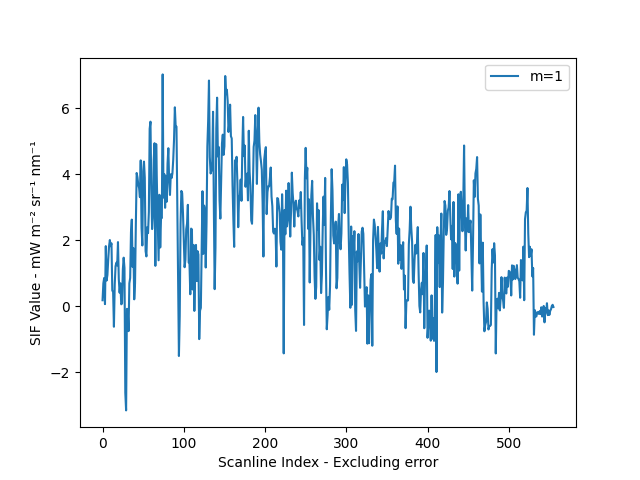 m=1
6
4
2
0
−2
SIF Value - mW m⁻² sr⁻¹ nm⁻¹
0 100 200 300 400 500
Scanline Index - Excluding error